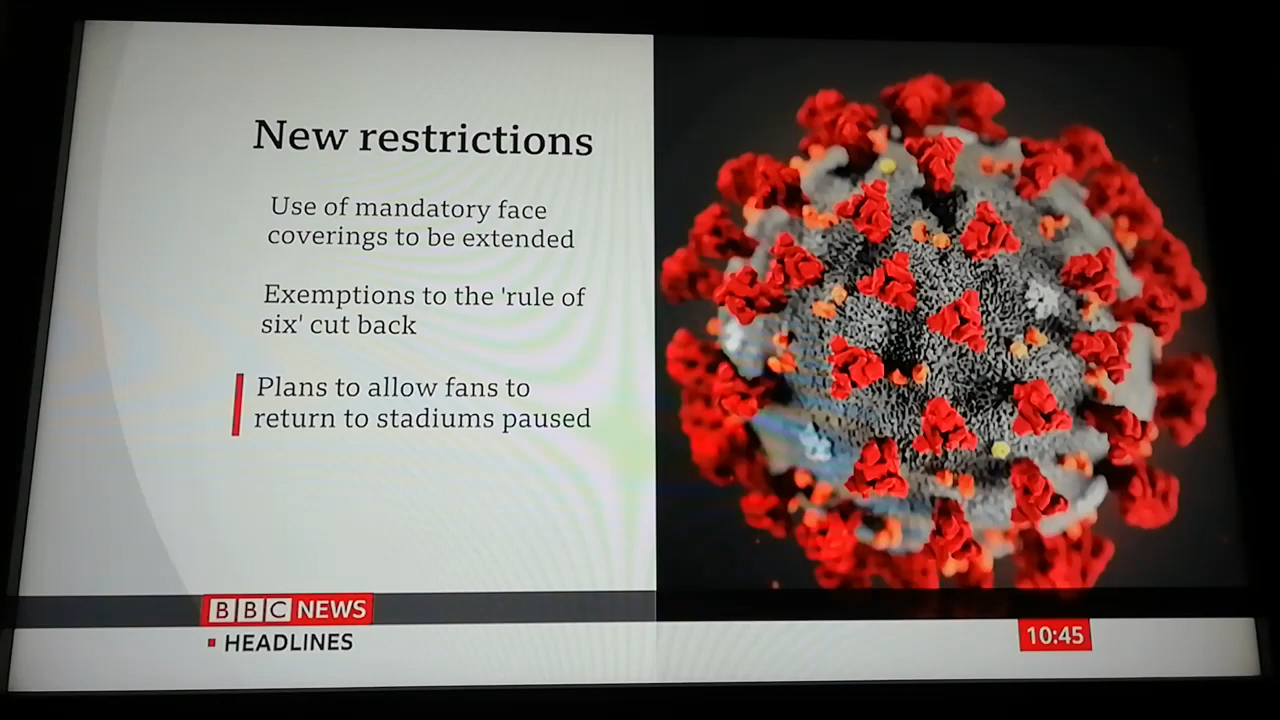 New restrictions
Use of mandatory face
coverings to be extended
Exemptions to the 'rule of
six' cut back
Plans to allow fans to
return to stadiums paused
BBC NEWS
HEADLINES
10:45